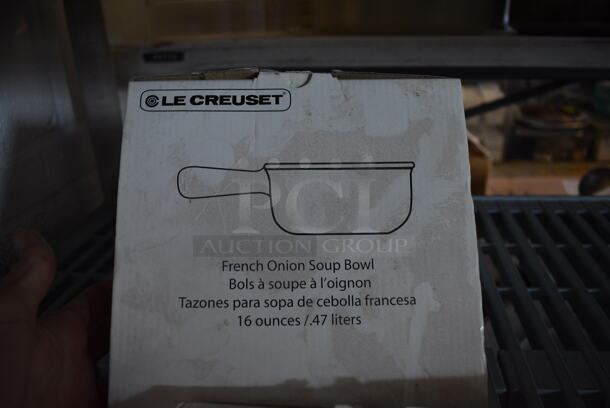 LE CREUSET
PCI
AUCTION GROUP
French Onion Soup Bowl
Bols à soupe à l'oignon
Tazones para sopa de cebolla francesa
16 ounces /.47 liters